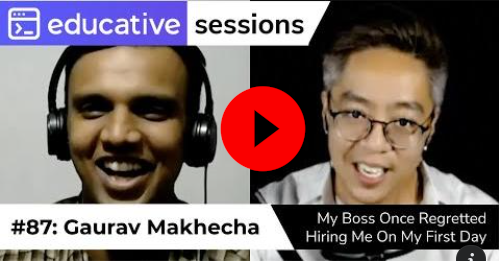 educative sessions
#87: Gaurav Makhecha
My Boss Once Regretted
Hiring Me On My First Day